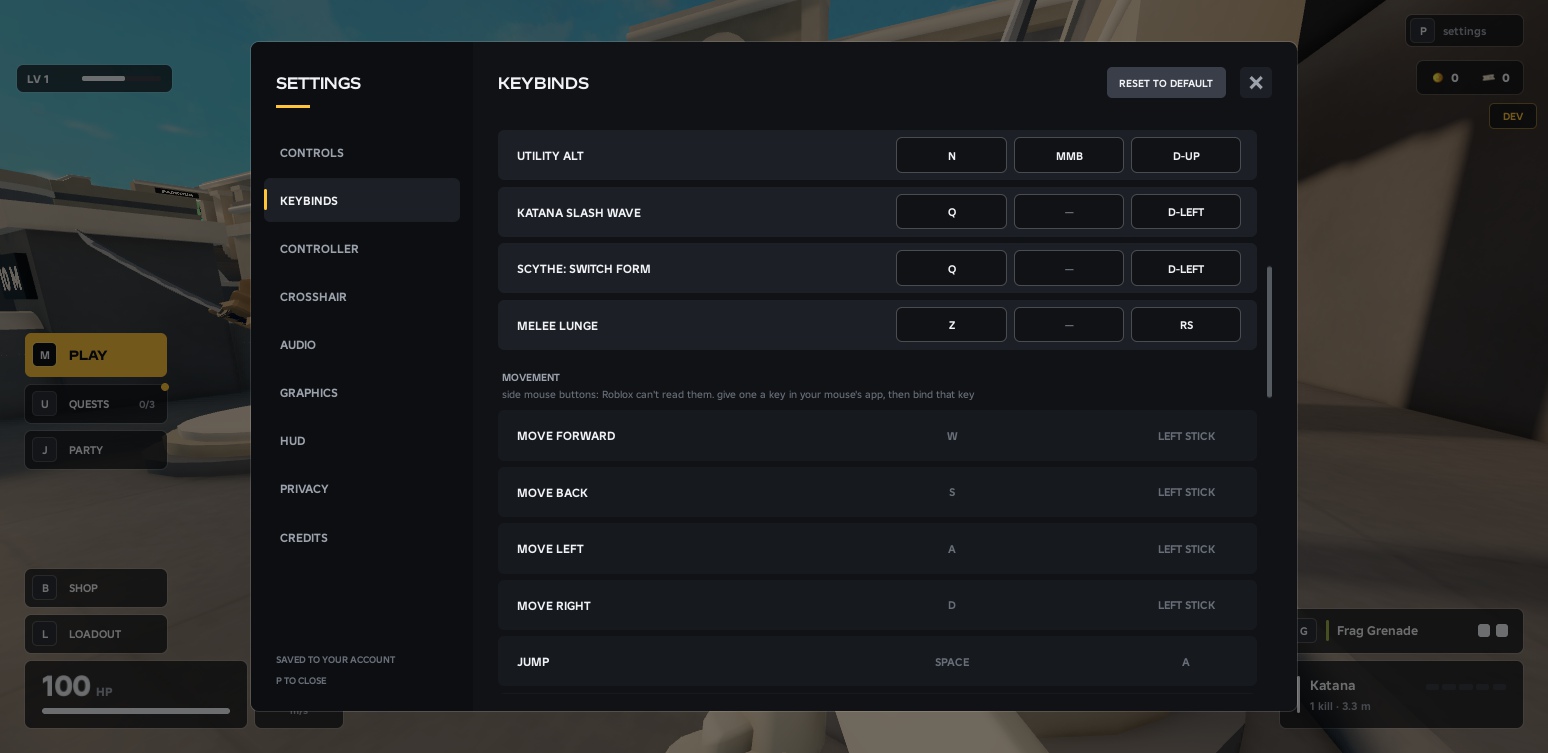 P settings
LV 1
0 0
DEV
SETTINGS
CONTROLS
KEYBINDS
CONTROLLER
CROSSHAIR
AUDIO
GRAPHICS
HUD
PRIVACY
CREDITS
SAVED TO YOUR ACCOUNT
P TO CLOSE
KEYBINDS
RESET TO DEFAULT
UTILITY ALT N MMB D-UP
KATANA SLASH WAVE Q — D-LEFT
SCYTHE: SWITCH FORM Q — D-LEFT
MELEE LUNGE Z — RS
MOVEMENT
side mouse buttons: Roblox can't read them. give one a key in your mouse's app, then bind that key
MOVE FORWARD W LEFT STICK
MOVE BACK S LEFT STICK
MOVE LEFT A LEFT STICK
MOVE RIGHT D LEFT STICK
JUMP SPACE A
M PLAY
U QUESTS 0/3
J PARTY
B SHOP
L LOADOUT
100 HP
m/s
G Frag Grenade
Katana
1 kill · 3.3 m